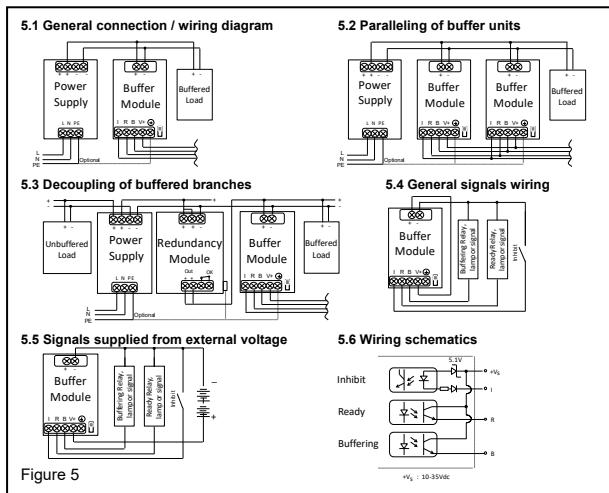 5.1 General connection / wiring diagram
+ + - -
+ -
Power
Supply
Buffer
Module
+ -
Buffered
Load
L N PE
I R B V+
L
N
PE
Optional
5.2 Paralleling of buffer units
+ + - -
+ -
+ -
Power
Supply
Buffer
Module
Buffer
Module
+ -
Buffered
Load
L N PE
I R B V+
I R B V+
L
N
PE
Optional
5.3 Decoupling of buffered branches
+
-
+
-
+
-
+ -
Unbuffered
Load
+ + - -
Power
Supply
Redundancy
Module
Out
+ +
OK
+ -
Buffer
Module
+ -
Buffered
Load
L N PE
I R B V+
L
N
PE
Optional
5.4 General signals wiring
+ -
Buffer
Module
I R B V+
Buffering Relay,
lamp or signal
Ready Relay,
lamp or signal
Inhibit
5.5 Signals supplied from external voltage
+ -
Buffer
Module
I R B V+
Buffering Relay,
lamp or signal
Ready Relay,
lamp or signal
Inhibit
−
+
5.6 Wiring schematics
5.1V
Inhibit
+Vs
I
Ready
R
Buffering
B
+Vs : 10-35Vdc
Figure 5